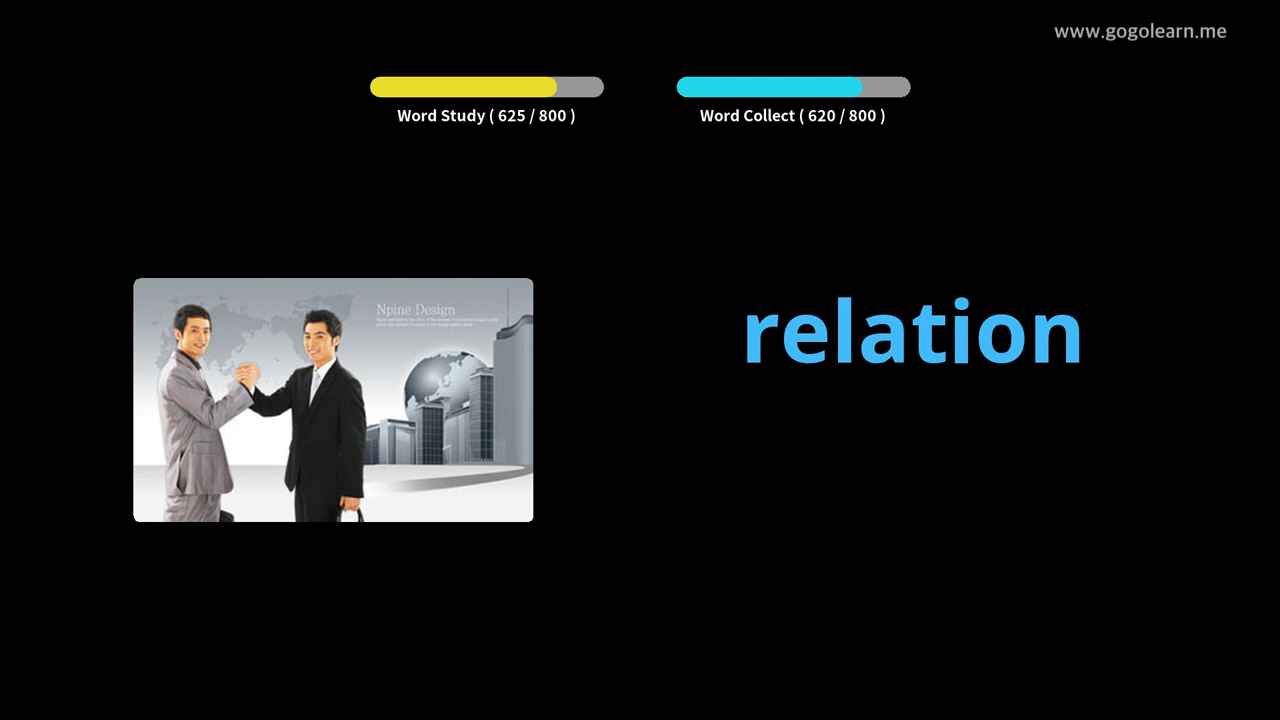 www.gogolearn.me
Word Study ( 625 / 800 )
Word Collect ( 620 / 800 )
Npine Design
relation